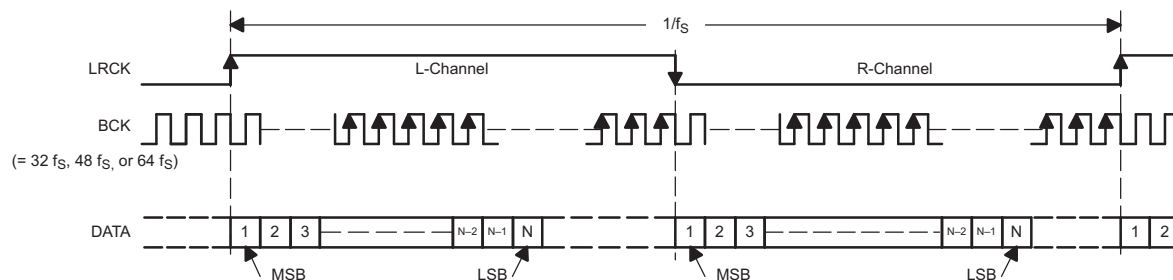 1/fS
LRCK
L-Channel
R-Channel
BCK
(= 32 fS, 48 fS, or 64 fS)
DATA
1 2 3 N–2 N–1 N 1 2 3 N–2 N–1 N 1 2
MSB LSB MSB LSB